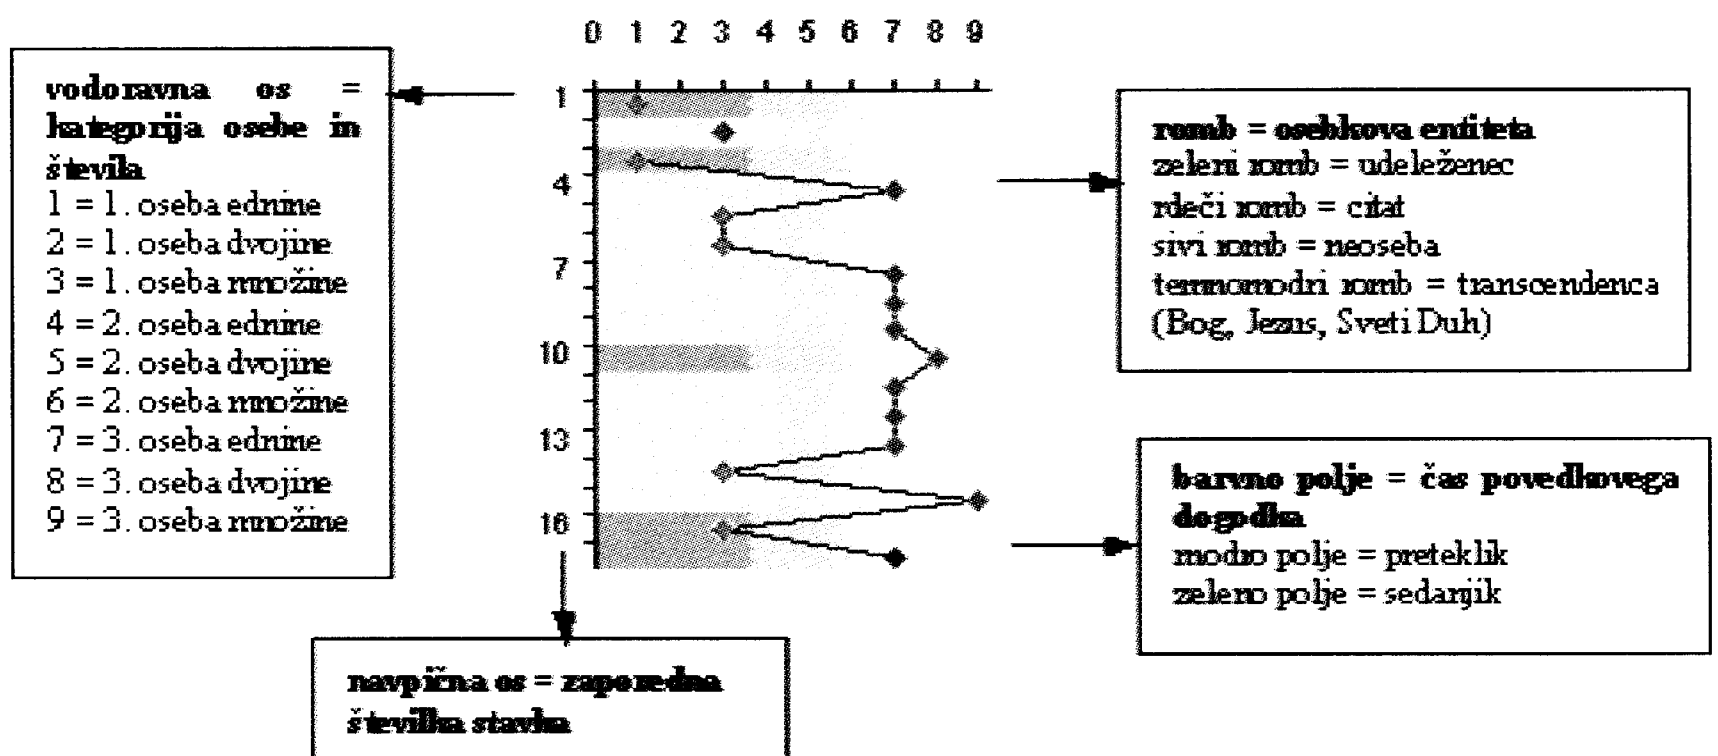 0 1 2 3 4 5 6 7 8 9
vodoravna os =
kategorija osebe in
števila
1 = 1. oseba ednine
2 = 1. oseba dvojine
3 = 1. oseba množine
4 = 2. oseba ednine
5 = 2. oseba dvojine
6 = 2. oseba množine
7 = 3. oseba ednine
8 = 3. oseba dvojine
9 = 3. oseba množine
1
4
7
10
13
16
romb = osebkova entiteta
zeleni romb = udeleženec
rdeči romb = citat
sivi romb = neoseba
temnomodri romb = transcendenca
(Bog, Jezus, Sveti Duh)
barvno polje = čas povedkovega
dogodka
modro polje = preteklik
zeleno polje = sedanjik
navpična os = zaporedna
številka stavka